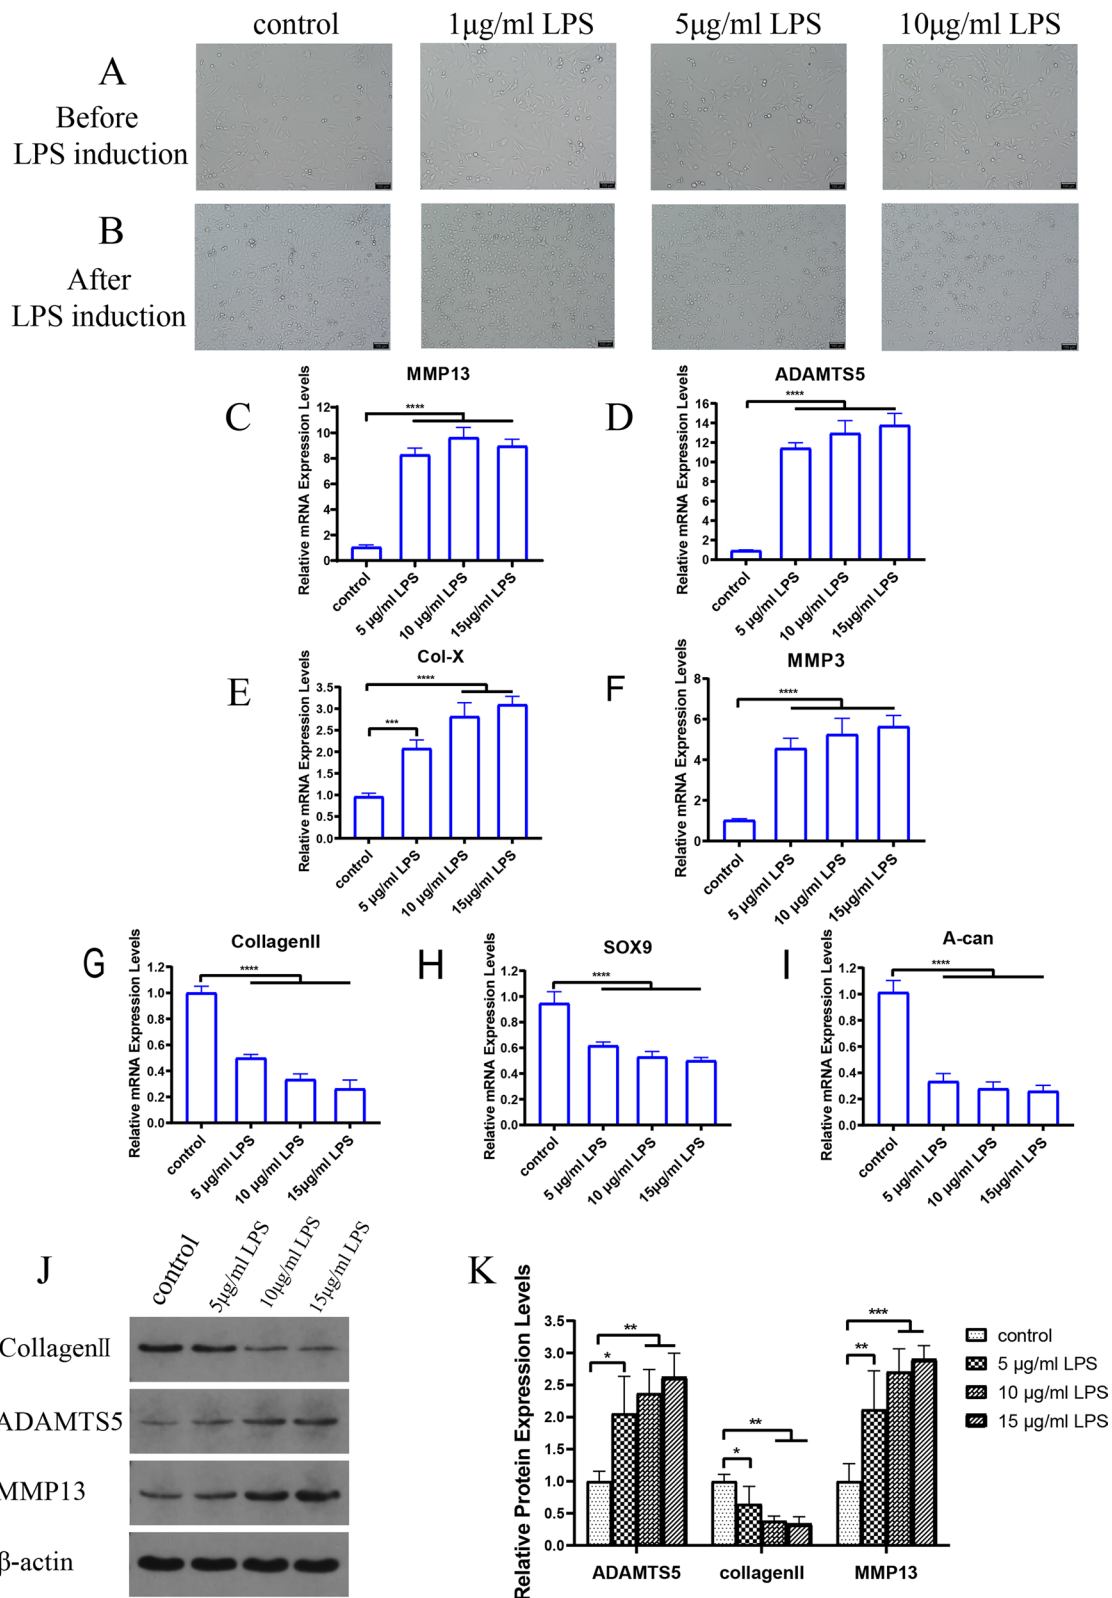 control 1μg/ml LPS 5μg/ml LPS 10μg/ml LPS
A
Before
LPS induction
B
After
LPS induction
C
MMP13
Relative mRNA Expression Levels
12
10
8
6
4
2
0
****
control
5 μg/ml LPS
10 μg/ml LPS
15μg/ml LPS
D
ADAMTS5
Relative mRNA Expression Levels
16
14
12
10
8
6
4
2
0
****
control
5 μg/ml LPS
10 μg/ml LPS
15μg/ml LPS
E
Col-X
Relative mRNA Expression Levels
3.5
3.0
2.5
2.0
1.5
1.0
0.5
0.0
****
***
control
5 μg/ml LPS
10 μg/ml LPS
15μg/ml LPS
F
MMP3
Relative mRNA Expression Levels
8
6
4
2
0
****
control
5 μg/ml LPS
10 μg/ml LPS
15μg/ml LPS
G
CollagenII
Relative mRNA Expression Levels
1.2
1.0
0.8
0.6
0.4
0.2
0.0
****
control
5 μg/ml LPS
10 μg/ml LPS
15μg/ml LPS
H
SOX9
Relative mRNA Expression Levels
1.2
1.0
0.8
0.6
0.4
0.2
0.0
****
control
5 μg/ml LPS
10 μg/ml LPS
15μg/ml LPS
I
A-can
Relative mRNA Expression Levels
1.2
1.0
0.8
0.6
0.4
0.2
0.0
****
control
5 μg/ml LPS
10 μg/ml LPS
15μg/ml LPS
J
control
5μg/ml LPS
10μg/ml LPS
15μg/ml LPS
CollagenⅡ
ADAMTS5
MMP13
β-actin
K
Relative Protein Expression Levels
3.5
3.0
2.5
2.0
1.5
1.0
0.5
0.0
**
*
**
*
***
**
ADAMTS5 collagenII MMP13
control
5 μg/ml LPS
10 μg/ml LPS
15 μg/ml LPS